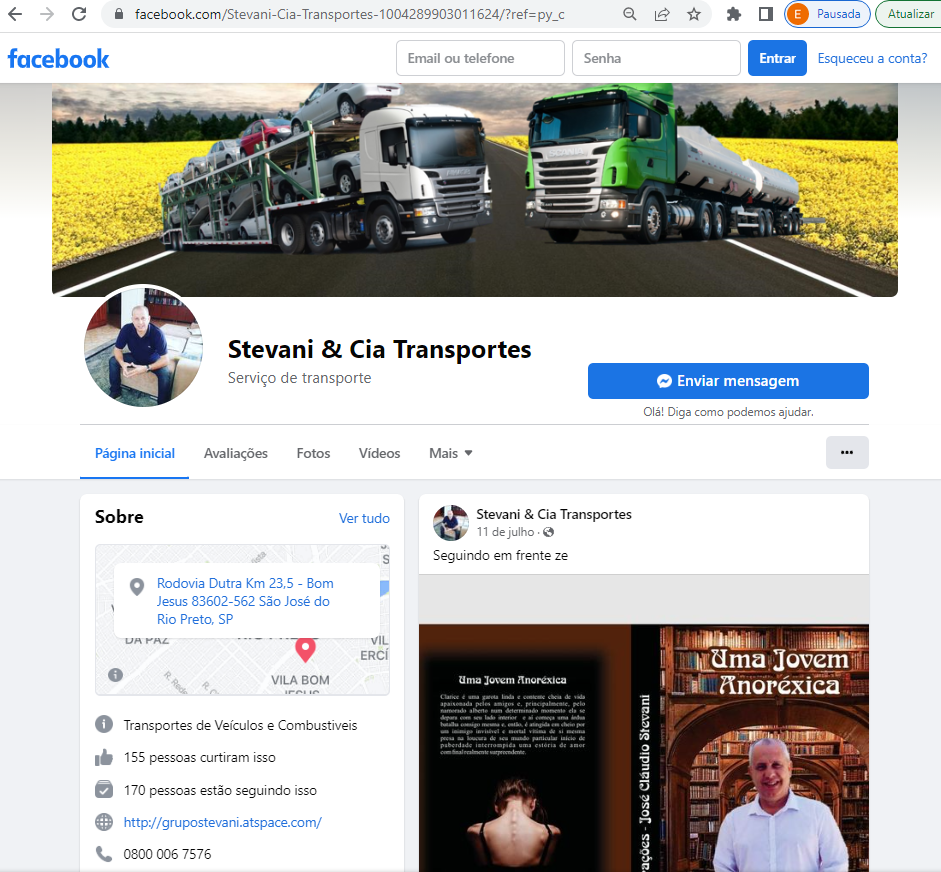 facebook.com/Stevani-Cia-Transportes-1004289903011624/?ref=py_c
E Pausada
Atualizar
facebook
Email ou telefone
Senha
Entrar
Esqueceu a conta?
Stevani & Cia Transportes
Serviço de transporte
Enviar mensagem
Olá! Diga como podemos ajudar.
Página inicial
Avaliações
Fotos
Vídeos
Mais
Sobre
Ver tudo
Rodovia Dutra Km 23,5 - Bom
Jesus 83602-562 São José do
Rio Preto, SP
DA PAZ
VILA BOM
JESUS
Transportes de Veículos e Combustiveis
155 pessoas curtiram isso
170 pessoas estão seguindo isso
http://grupostevani.atspace.com/
0800 006 7576
Stevani & Cia Transportes
11 de julho ·
Seguindo em frente ze
Uma Jovem Anoréxica
Clarice é uma garota linda e contente cheia de vida
apaixonada pelos amigos e, principalmente, pelo
namorado alberto num determinado momento ela se
depara com seu lado interior e aí começa uma árdua
batalha consigo mesma e, então, é atingida em cheio por
um inimigo invisível e mortal vítima de si mesma
presa na loucura de seu mundo particular início de
puberdade interrompida uma estória de amor
com final realmente surpreendente.
José Cláudio Stevani
Uma Jovem
Anoréxica